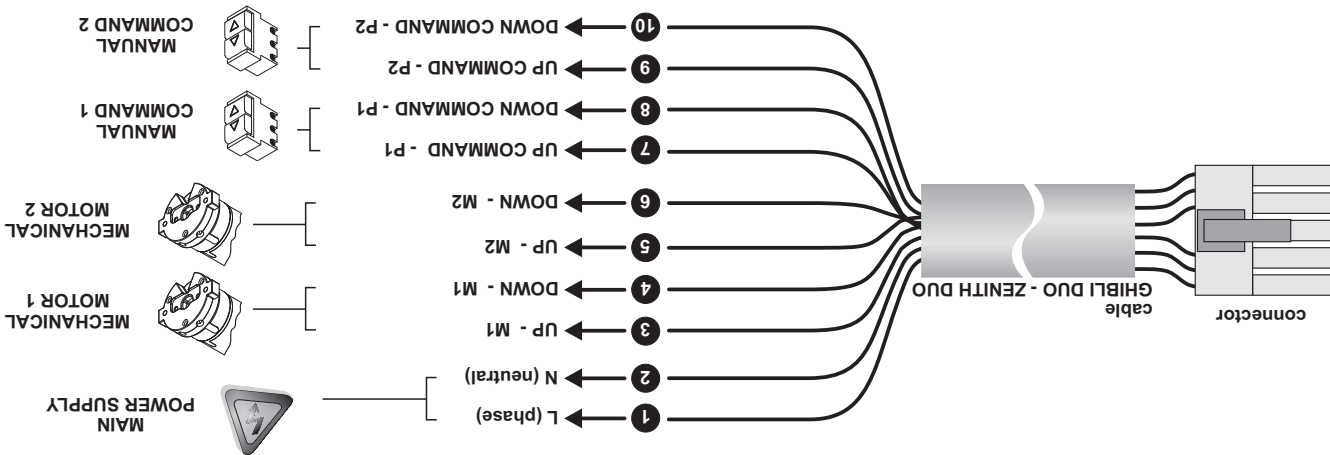 connector
cable
GHIBLI DUO - ZENITH DUO
1 L (phase)
2 N (neutral)
MAIN
POWER SUPPLY
3 UP - M1
4 DOWN - M1
MECHANICAL
MOTOR 1
5 UP - M2
6 DOWN - M2
MECHANICAL
MOTOR 2
7 UP COMMAND - P1
8 DOWN COMMAND - P1
MANUAL
COMMAND 1
9 UP COMMAND - P2
10 DOWN COMMAND - P2
MANUAL
COMMAND 2